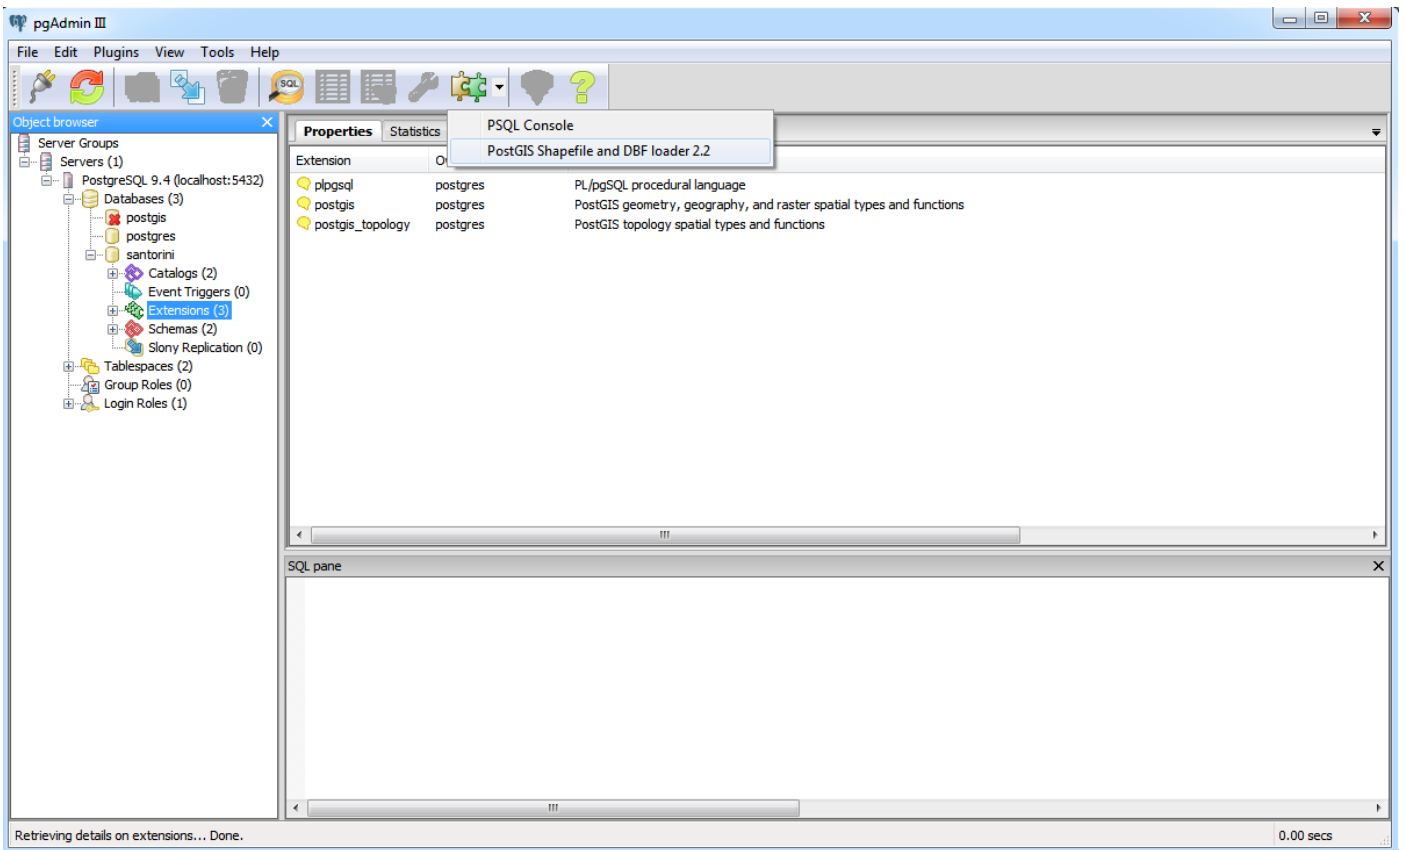 pgAdmin III
File Edit Plugins View Tools Help
SQL
Object browser
Server Groups
Servers (1)
PostgreSQL 9.4 (localhost:5432)
Databases (3)
postgis
postgres
santorini
Catalogs (2)
Event Triggers (0)
Extensions (3)
Schemas (2)
Slony Replication (0)
Tablespaces (2)
Group Roles (0)
Login Roles (1)
Properties Statistics
PSQL Console
PostGIS Shapefile and DBF loader 2.2
Extension
plpgsql postgres PL/pgSQL procedural language
postgis postgres PostGIS geometry, geography, and raster spatial types and functions
postgis_topology postgres PostGIS topology spatial types and functions
SQL pane
Retrieving details on extensions... Done. 0.00 secs